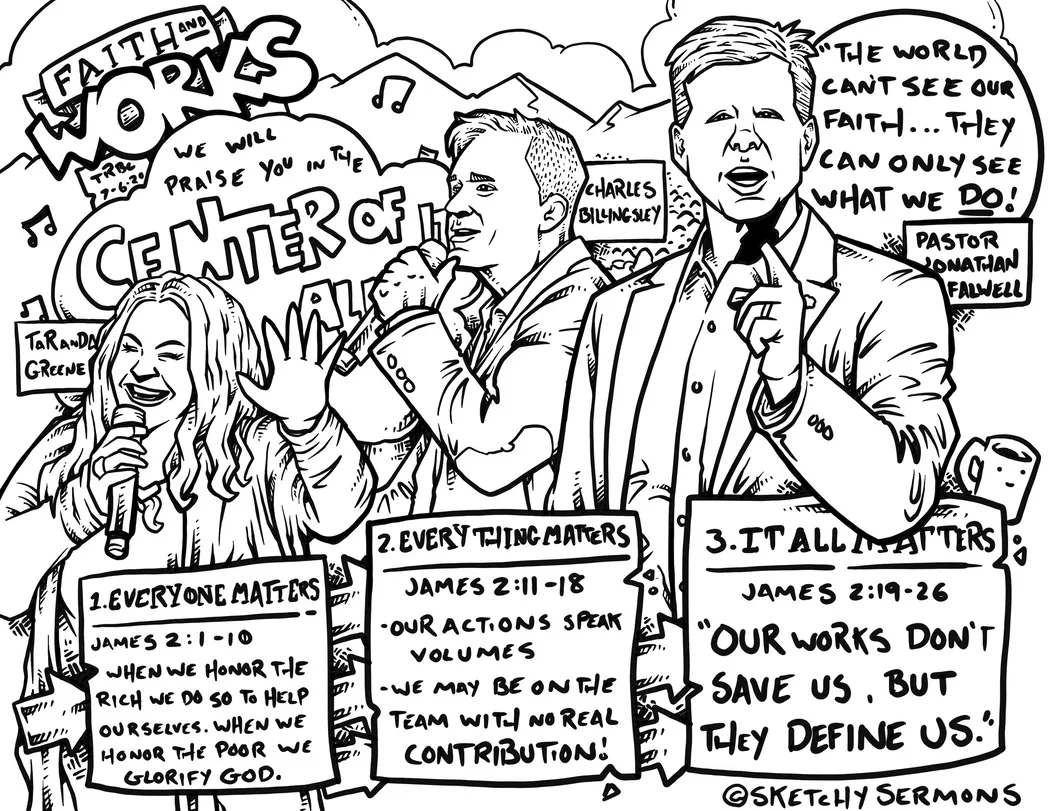 FAITH AND
WORKS
TRBC
7-6-20
WE WILL
PRAISE YOU IN THE
CENTER OF IT
ALL
TaRanDA
GREENE
CHARLES
BILLINGSLEY
"THE WORLD
CAN'T SEE OUR
FAITH... THEY
CAN ONLY SEE
WHAT WE DO!
PASTOR
JONATHAN
FALWELL
1. EVERYONE MATTERS
JAMES 2:1-10
WHEN WE HONOR THE
RICH WE DO SO TO HELP
OURSELVES. WHEN WE
HONOR THE POOR WE
GLORIFY GOD.
2. EVERYTHING MATTERS
JAMES 2:11-18
-OUR ACTIONS SPEAK
VOLUMES
-WE MAY BE ON THE
TEAM WITH NO REAL
CONTRIBUTION!
3. IT ALL MATTERS
JAMES 2:19-26
"OUR WORKS DON'T
SAVE US, BUT
THEY DEFINE US."
©SKETCHY SERMONS